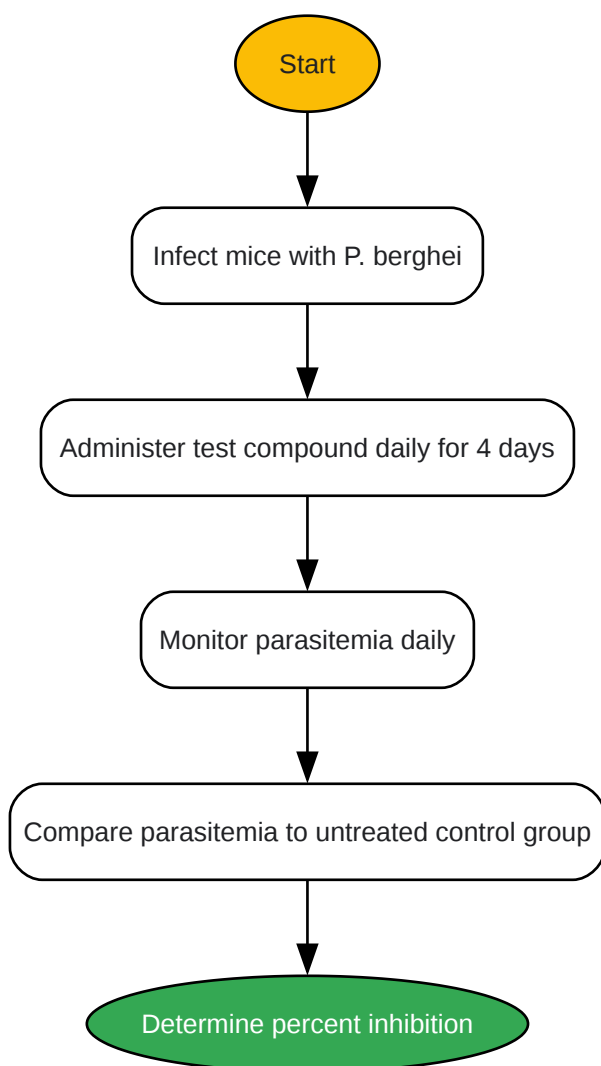 Start
Infect mice with P. berghei
Administer test compound daily for 4 days
Monitor parasitemia daily
Compare parasitemia to untreated control group
Determine percent inhibition